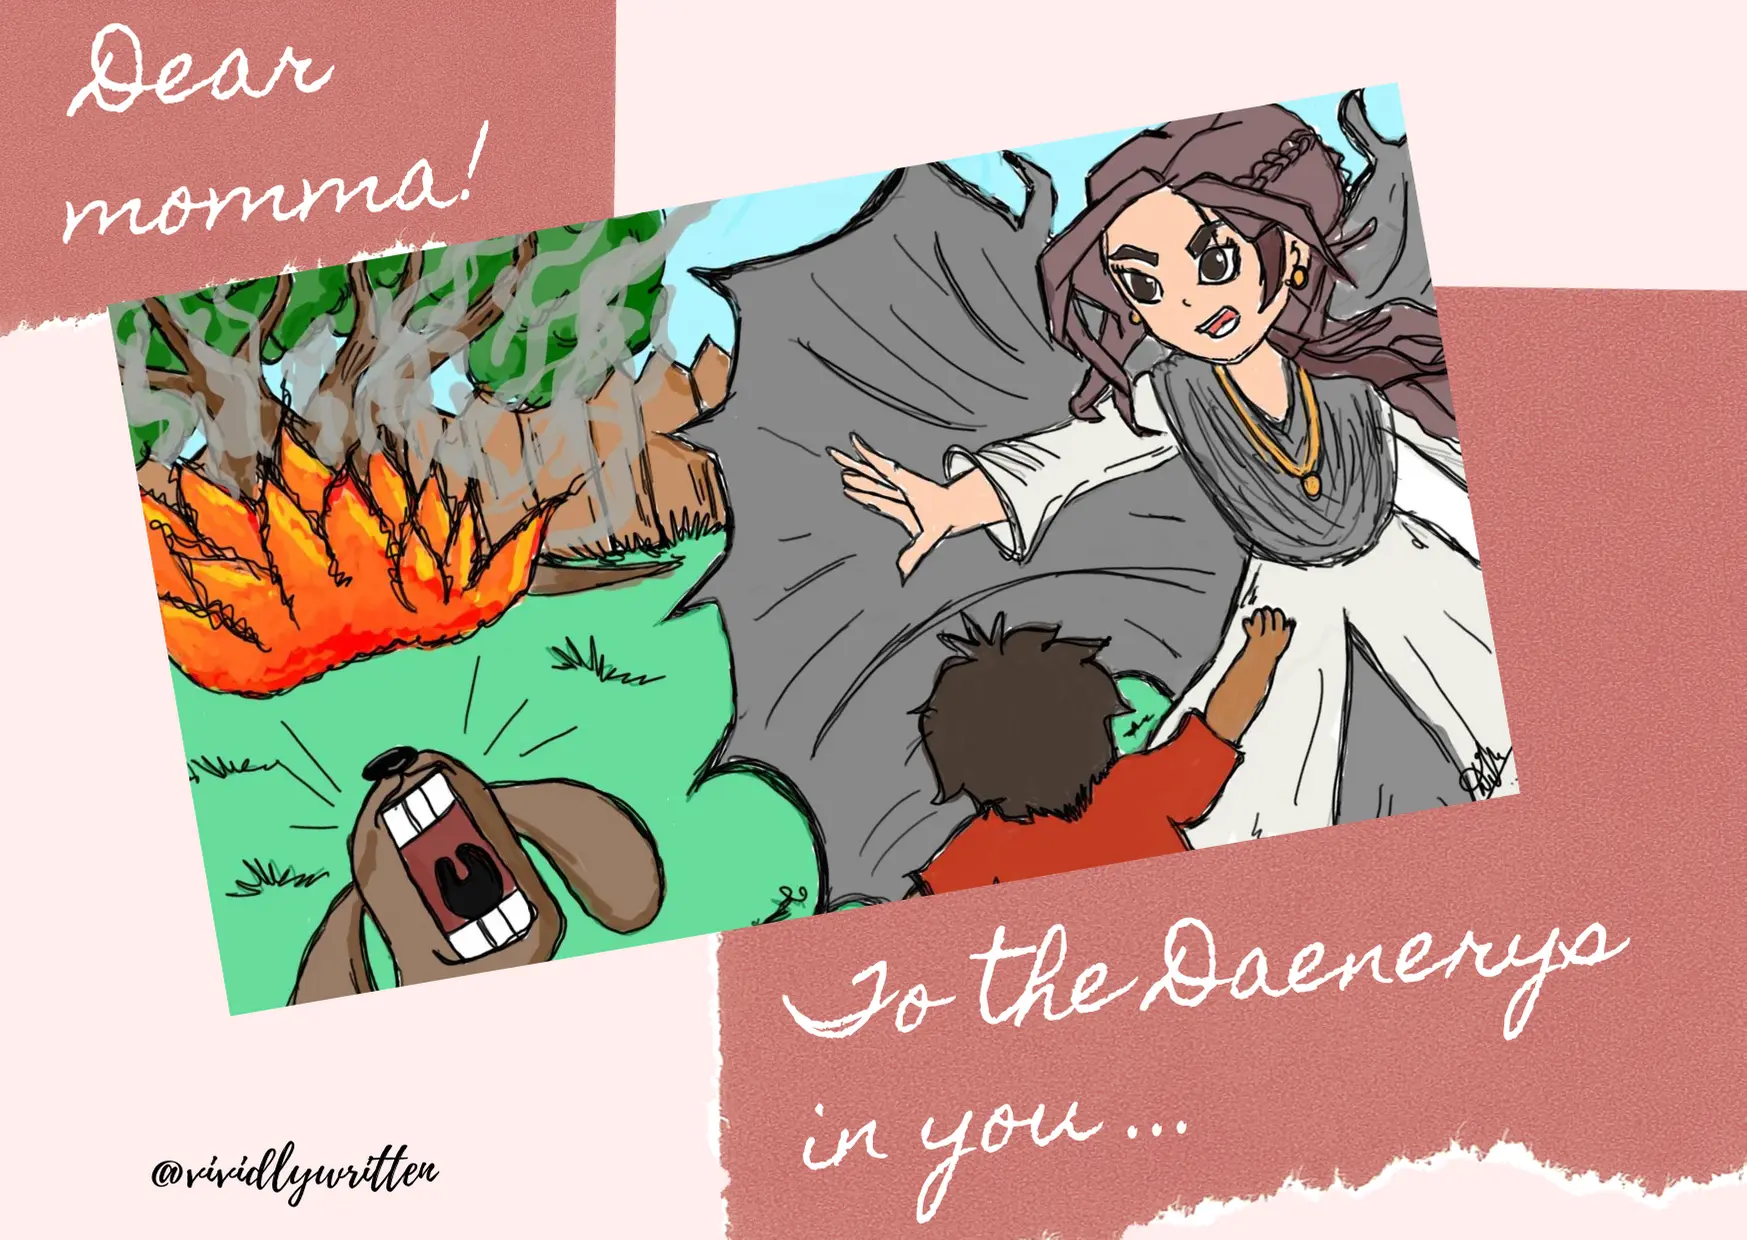 Dear
momma!
To the Daenerys
in you...
@vividlywritten